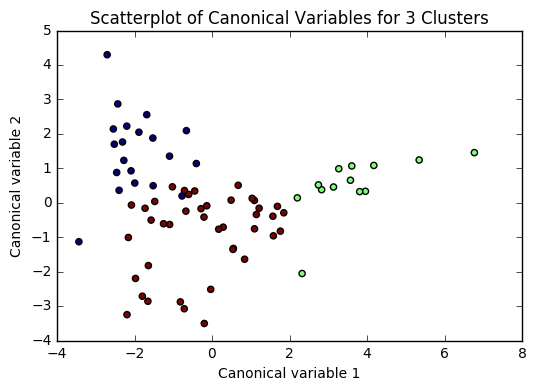 Scatterplot of Canonical Variables for 3 Clusters
5
4
3
2
1
0
−1
−2
−3
−4
Canonical variable 2
−4 −2 0 2 4 6 8
Canonical variable 1